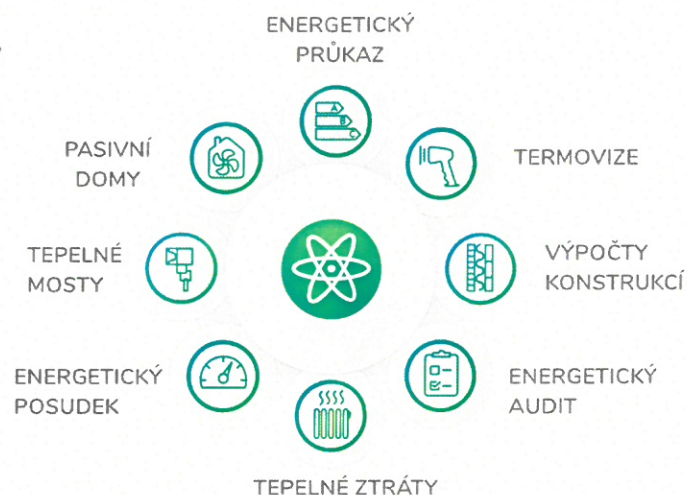 ENERGETICKÝ
PRŮKAZ
PASIVNÍ
DOMY
TERMOVIZE
TEPELNÉ
MOSTY
VÝPOČTY
KONSTRUKCÍ
ENERGETICKÝ
POSUDEK
ENERGETICKÝ
AUDIT
TEPELNÉ ZTRÁTY